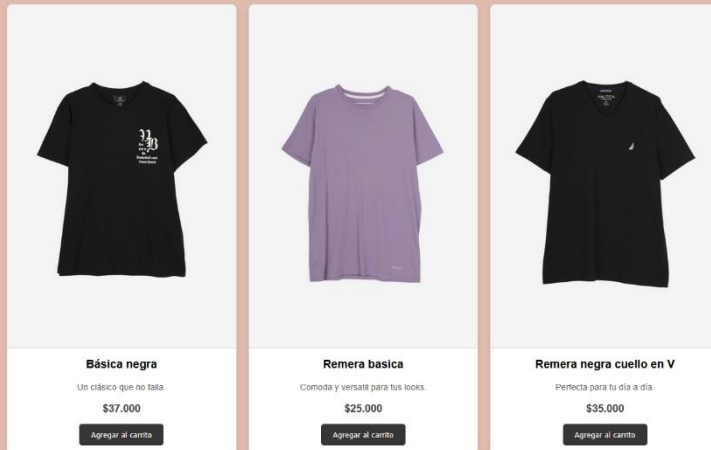 NAUTICA
Básica negra
Un clásico que no falla.
$37.000
Agregar al carrito
Remera basica
Comoda y versatil para tus looks.
$25.000
Agregar al carrito
Remera negra cuello en V
Perfecta para tu día a día.
$35.000
Agregar al carrito